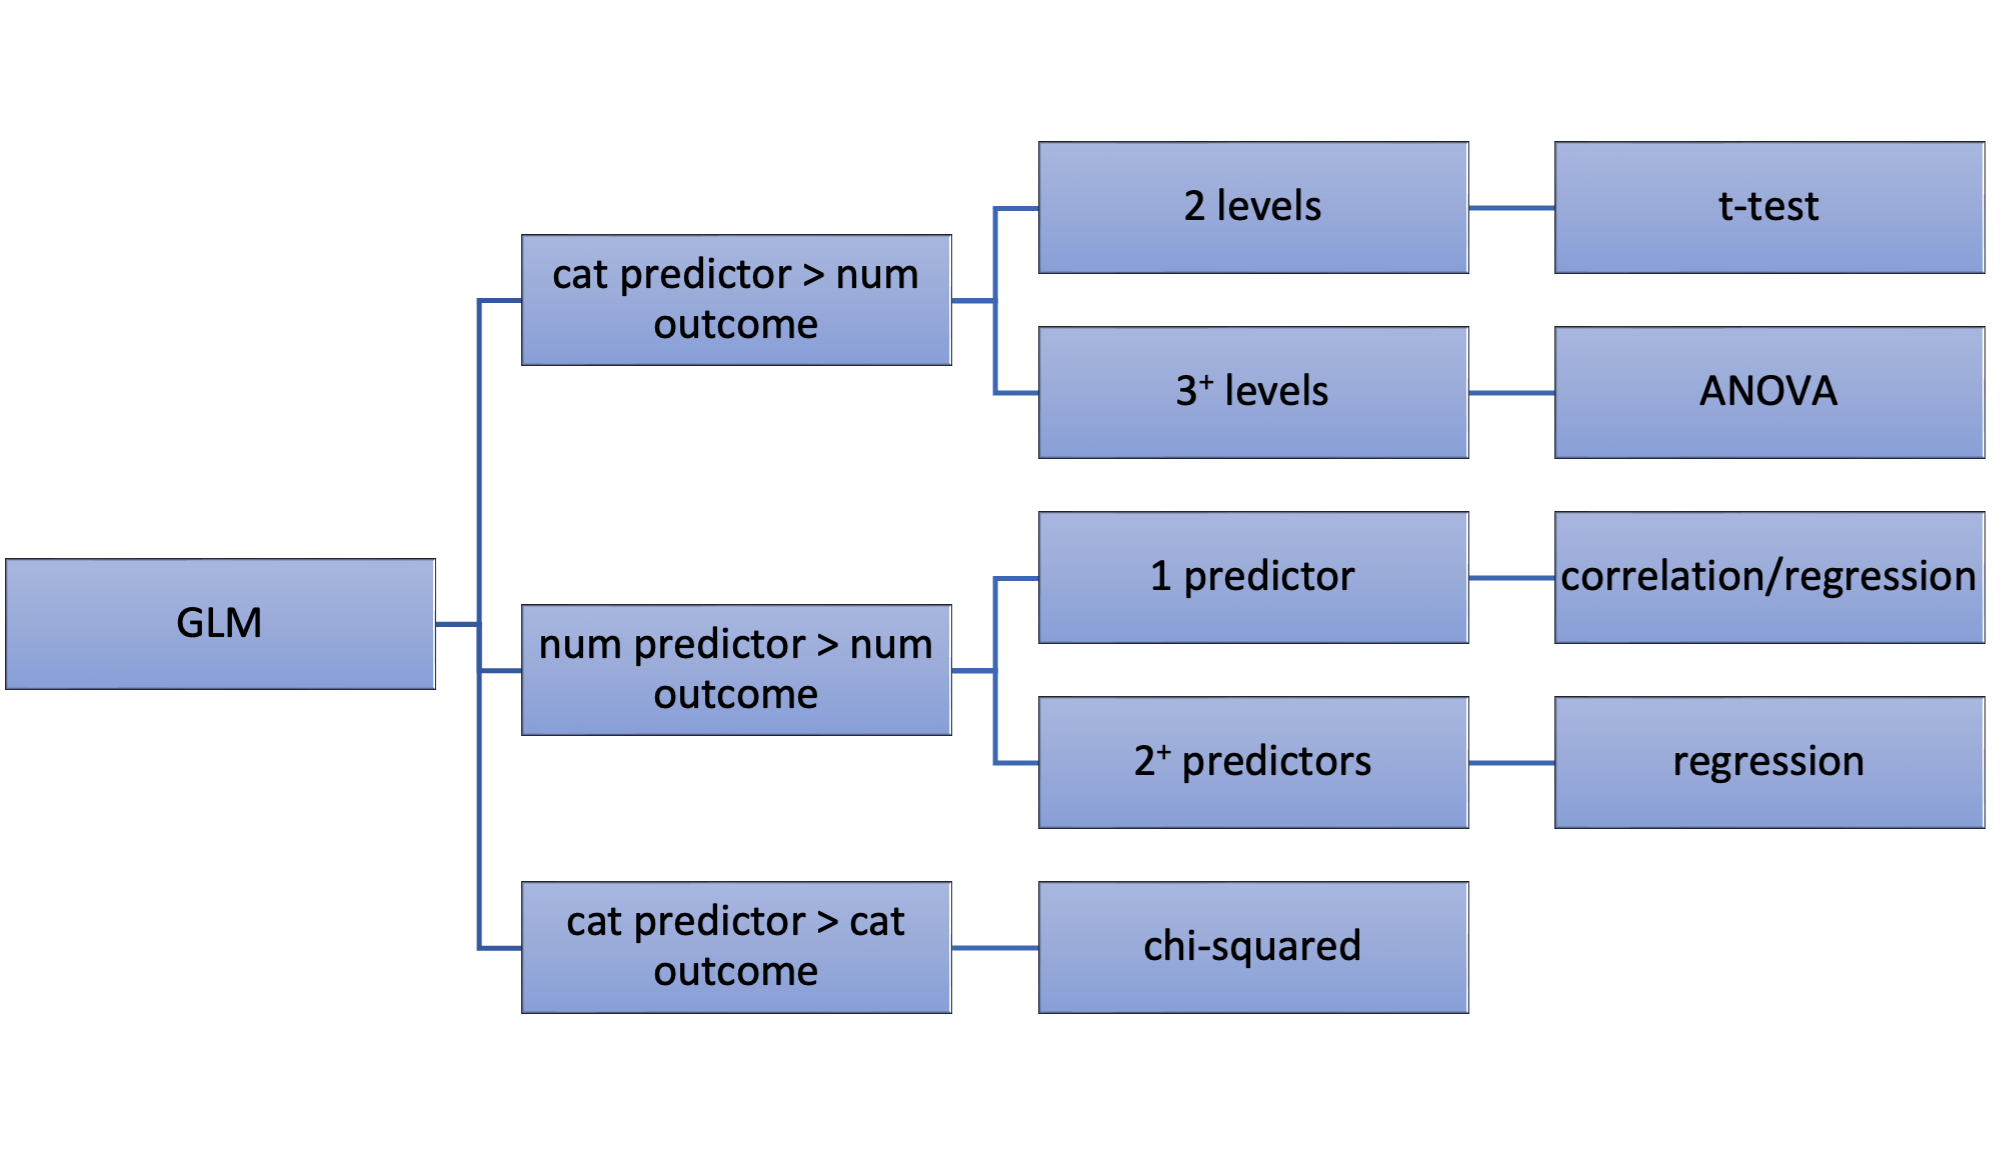 GLM
cat predictor > num
outcome
2 levels
t-test
3⁺ levels
ANOVA
num predictor > num
outcome
1 predictor
correlation/regression
2⁺ predictors
regression
cat predictor > cat
outcome
chi-squared